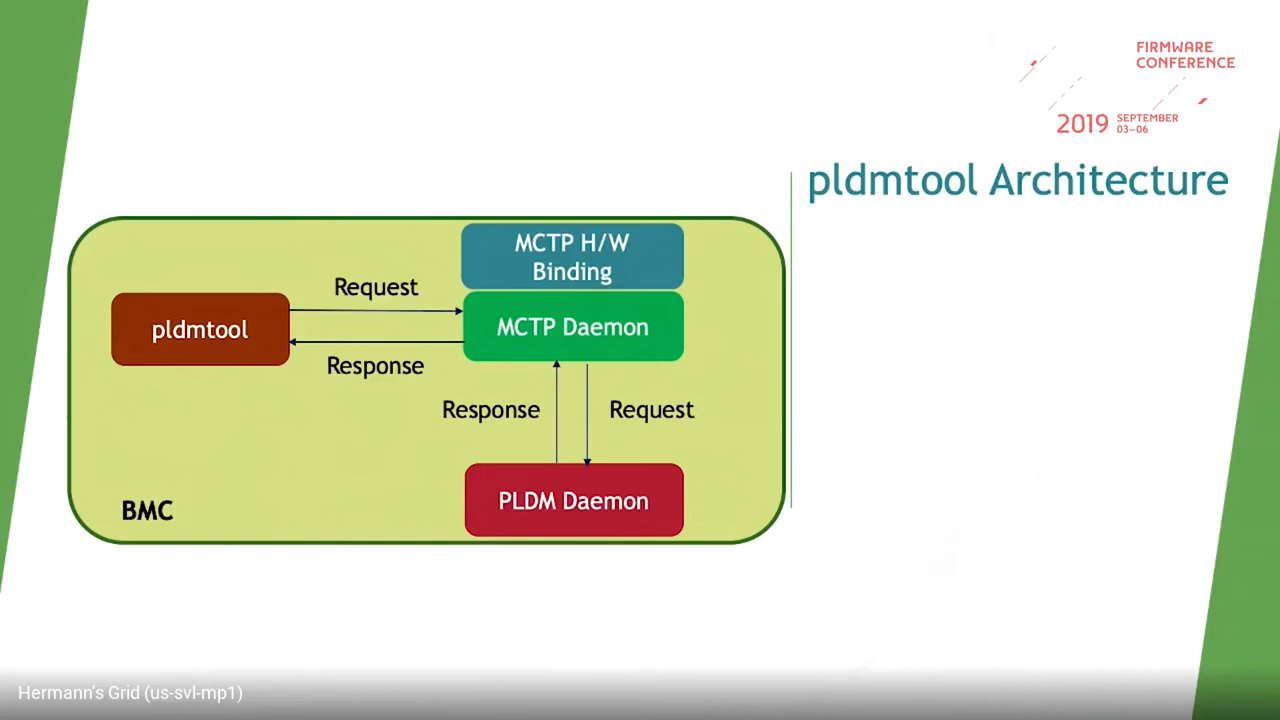 FIRMWARE
CONFERENCE
2019 SEPTEMBER
03–06
pldmtool Architecture
MCTP H/W
Binding
Request
pldmtool
MCTP Daemon
Response
Response
Request
PLDM Daemon
BMC
Hermann's Grid (us-svl-mp1)